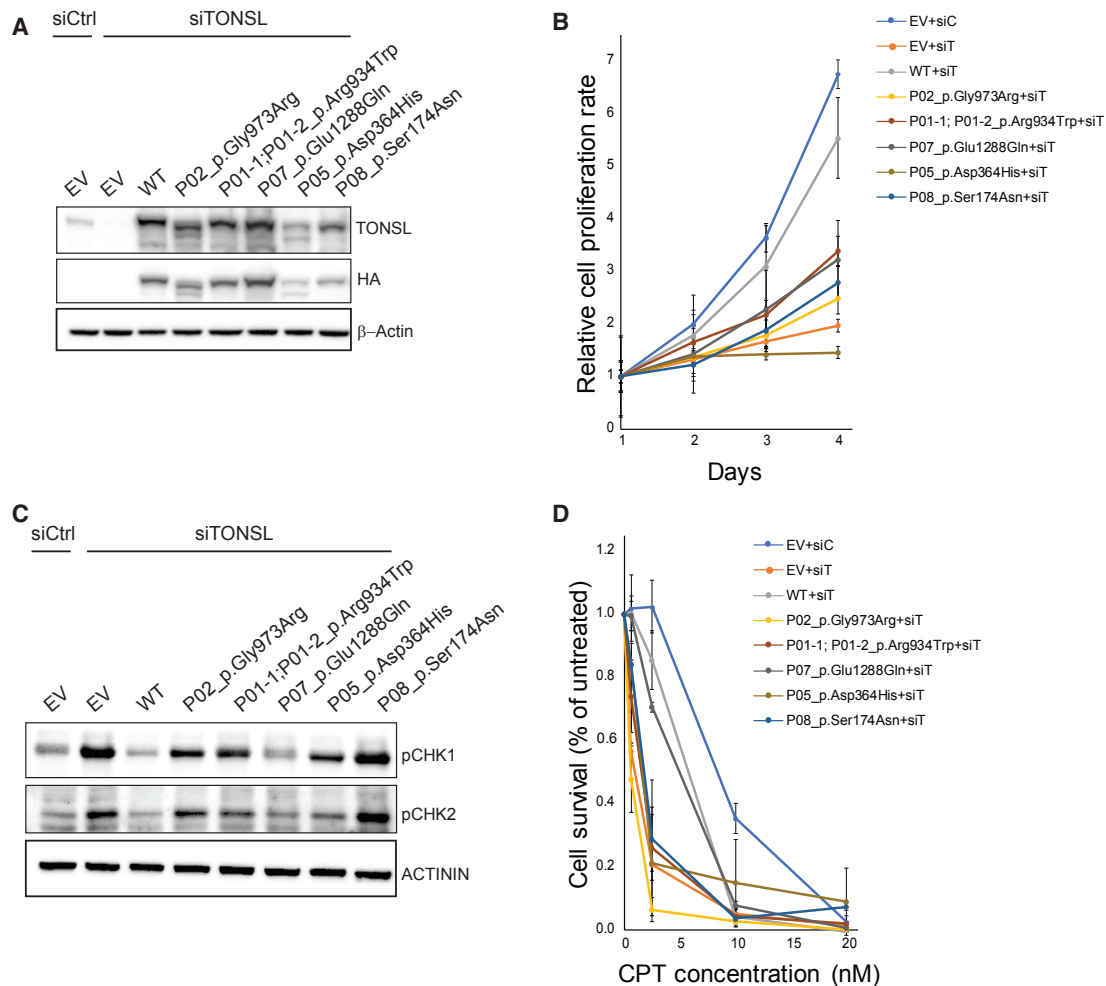 A
siCtrl
siTONSL
EV
EV
WT
P02_p.Gly973Arg
P01-1;P01-2_p.Arg934Trp
P07_p.Glu1288Gln
P05_p.Asp364His
P08_p.Ser174Asn
TONSL
HA
β–Actin
B
Relative cell proliferation rate
7
6
5
4
3
2
1
0
1
2
3
4
Days
EV+siC
EV+siT
WT+siT
P02_p.Gly973Arg+siT
P01-1; P01-2_p.Arg934Trp+siT
P07_p.Glu1288Gln+siT
P05_p.Asp364His+siT
P08_p.Ser174Asn+siT
C
siCtrl
siTONSL
EV
EV
WT
P02_p.Gly973Arg
P01-1;P01-2_p.Arg934Trp
P07_p.Glu1288Gln
P05_p.Asp364His
P08_p.Ser174Asn
pCHK1
pCHK2
ACTININ
D
Cell survival (% of untreated)
1.2
1.0
0.8
0.6
0.4
0.2
0.0
0
5
10
15
20
CPT concentration (nM)
EV+siC
EV+siT
WT+siT
P02_p.Gly973Arg+siT
P01-1; P01-2_p.Arg934Trp+siT
P07_p.Glu1288Gln+siT
P05_p.Asp364His+siT
P08_p.Ser174Asn+siT